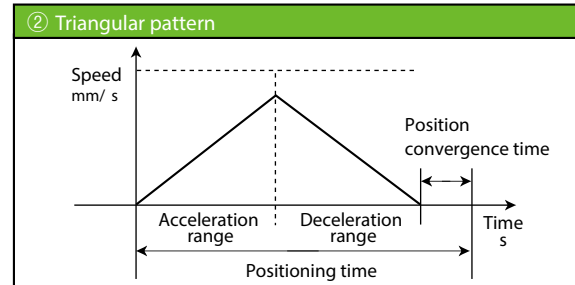 ② Triangular pattern
Speed
mm/ s
Position
convergence time
Acceleration
range
Deceleration
range
Time
s
Positioning time